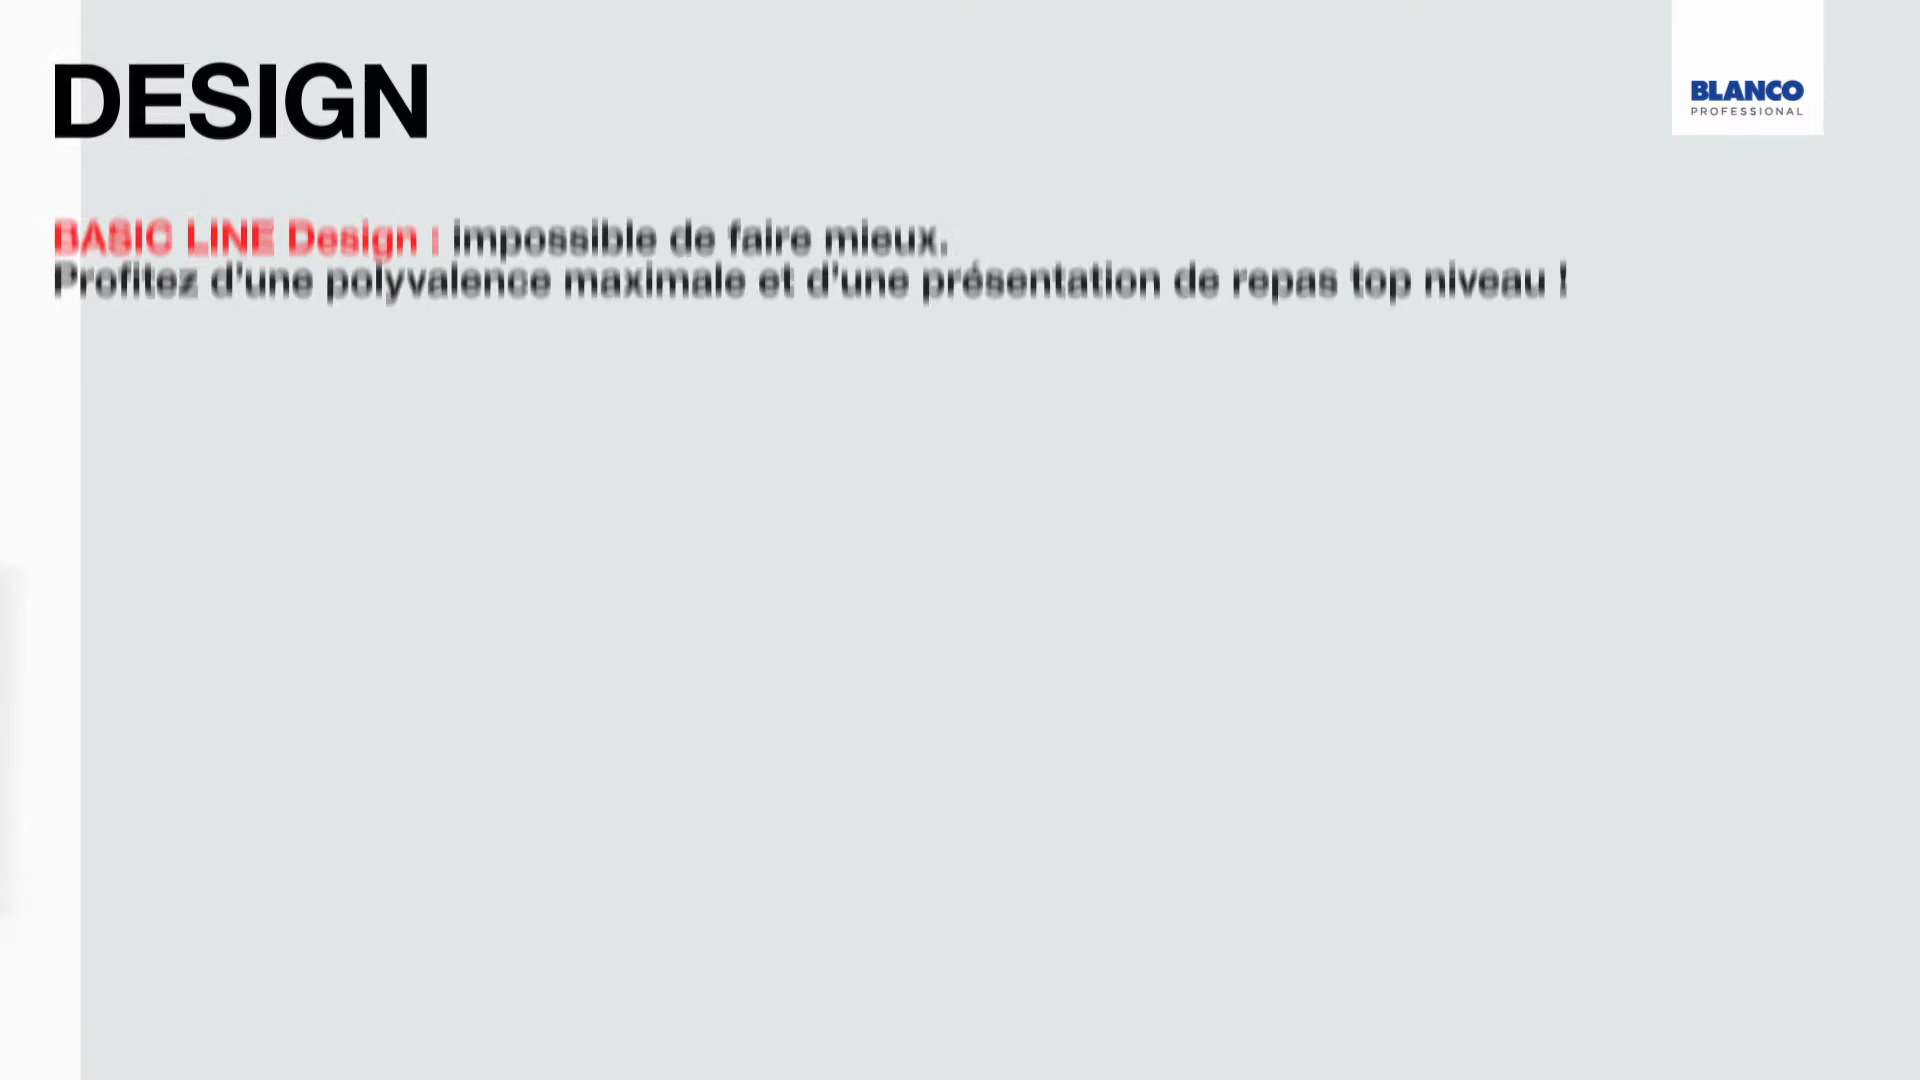 DESIGN
BLANCO
PROFESSIONAL
BASIC LINE Design : impossible de faire mieux.
Profitez d'une polyvalence maximale et d'une présentation de repas top niveau !